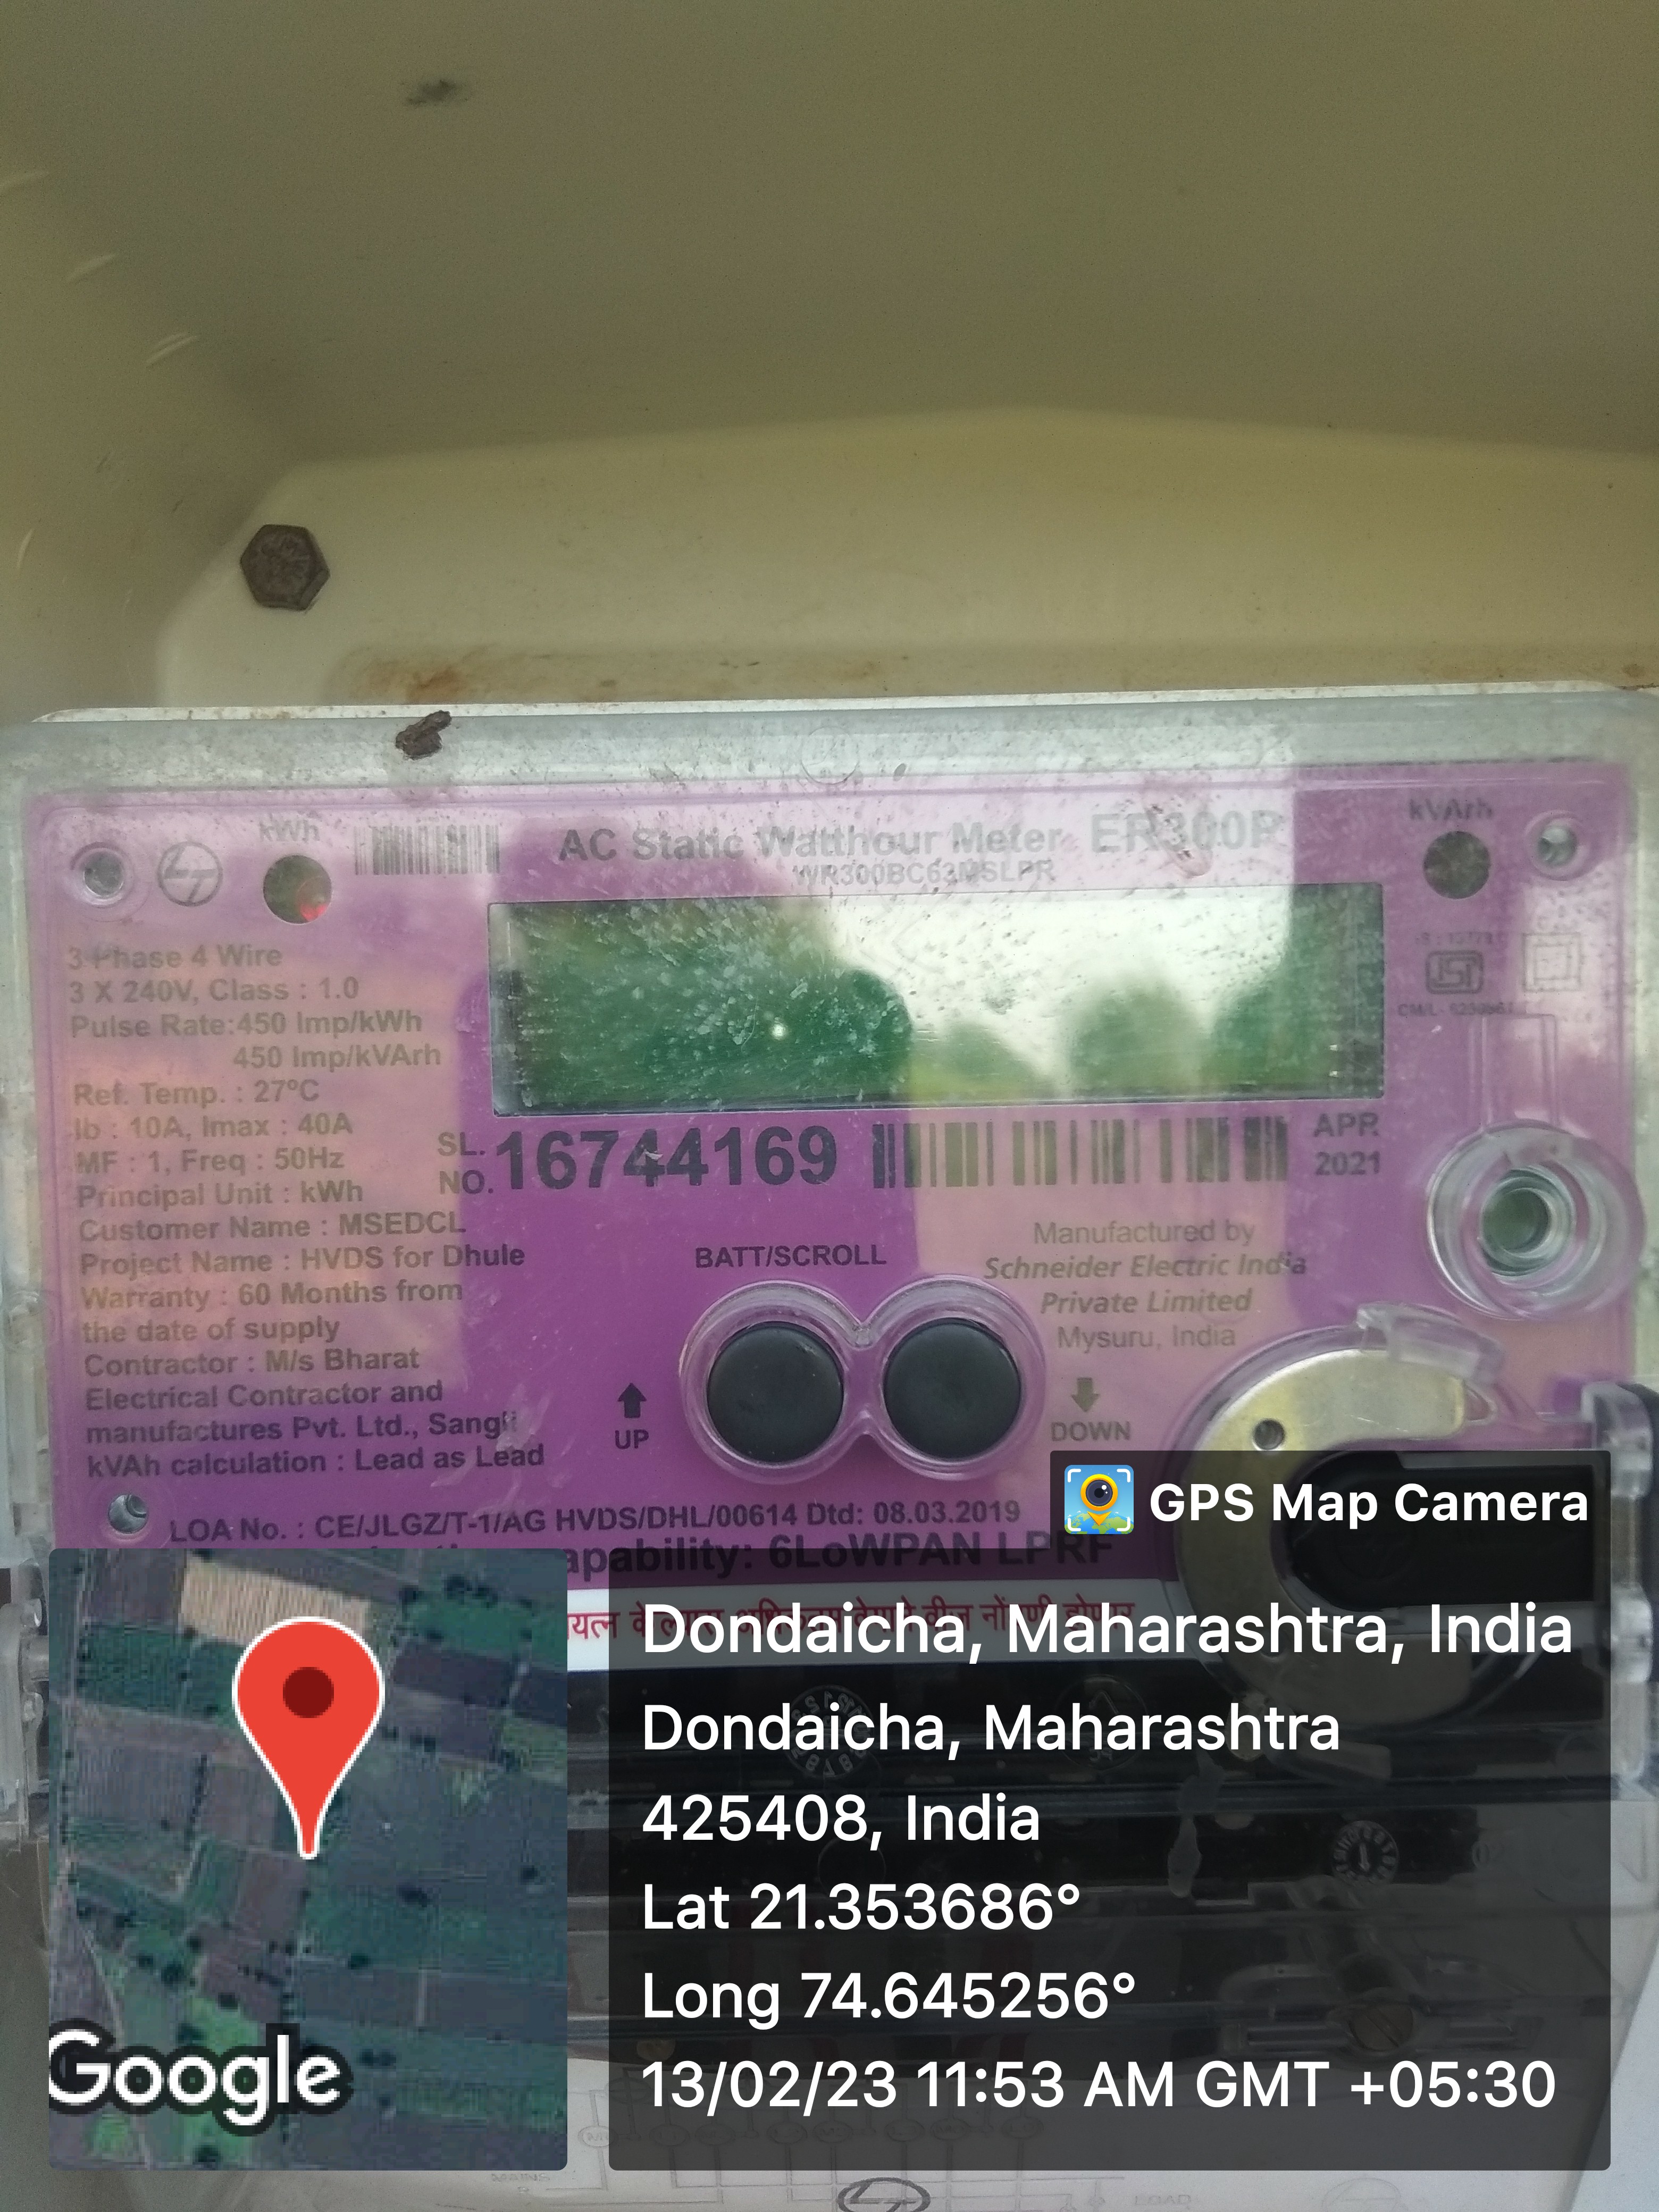 kWh
AC Static Watthour Meter ER300P
WR300BC63MSLPR
kVArh
3 Phase 4 Wire
3 X 240V, Class : 1.0
Pulse Rate:450 Imp/kWh
450 Imp/kVArh
Ref. Temp. : 27°C
Ib : 10A, Imax : 40A
MF : 1, Freq : 50Hz
Principal Unit : kWh
Customer Name : MSEDCL
Project Name : HVDS for Dhule
Warranty : 60 Months from
the date of supply
Contractor : M/s Bharat
Electrical Contractor and
manufactures Pvt. Ltd., Sangli
kVAh calculation : Lead as Lead
SL. NO. 16744169
APR 2021
BATT/SCROLL
Manufactured by
Schneider Electric India
Private Limited
Mysuru, India
UP
DOWN
LOA No. : CE/JLGZ/T-1/AG HVDS/DHL/00614 Dtd: 08.03.2019
6LoWPAN LPRF
GPS Map Camera
Dondaicha, Maharashtra, India
Dondaicha, Maharashtra
425408, India
Lat 21.353686°
Long 74.645256°
13/02/23 11:53 AM GMT +05:30
Google